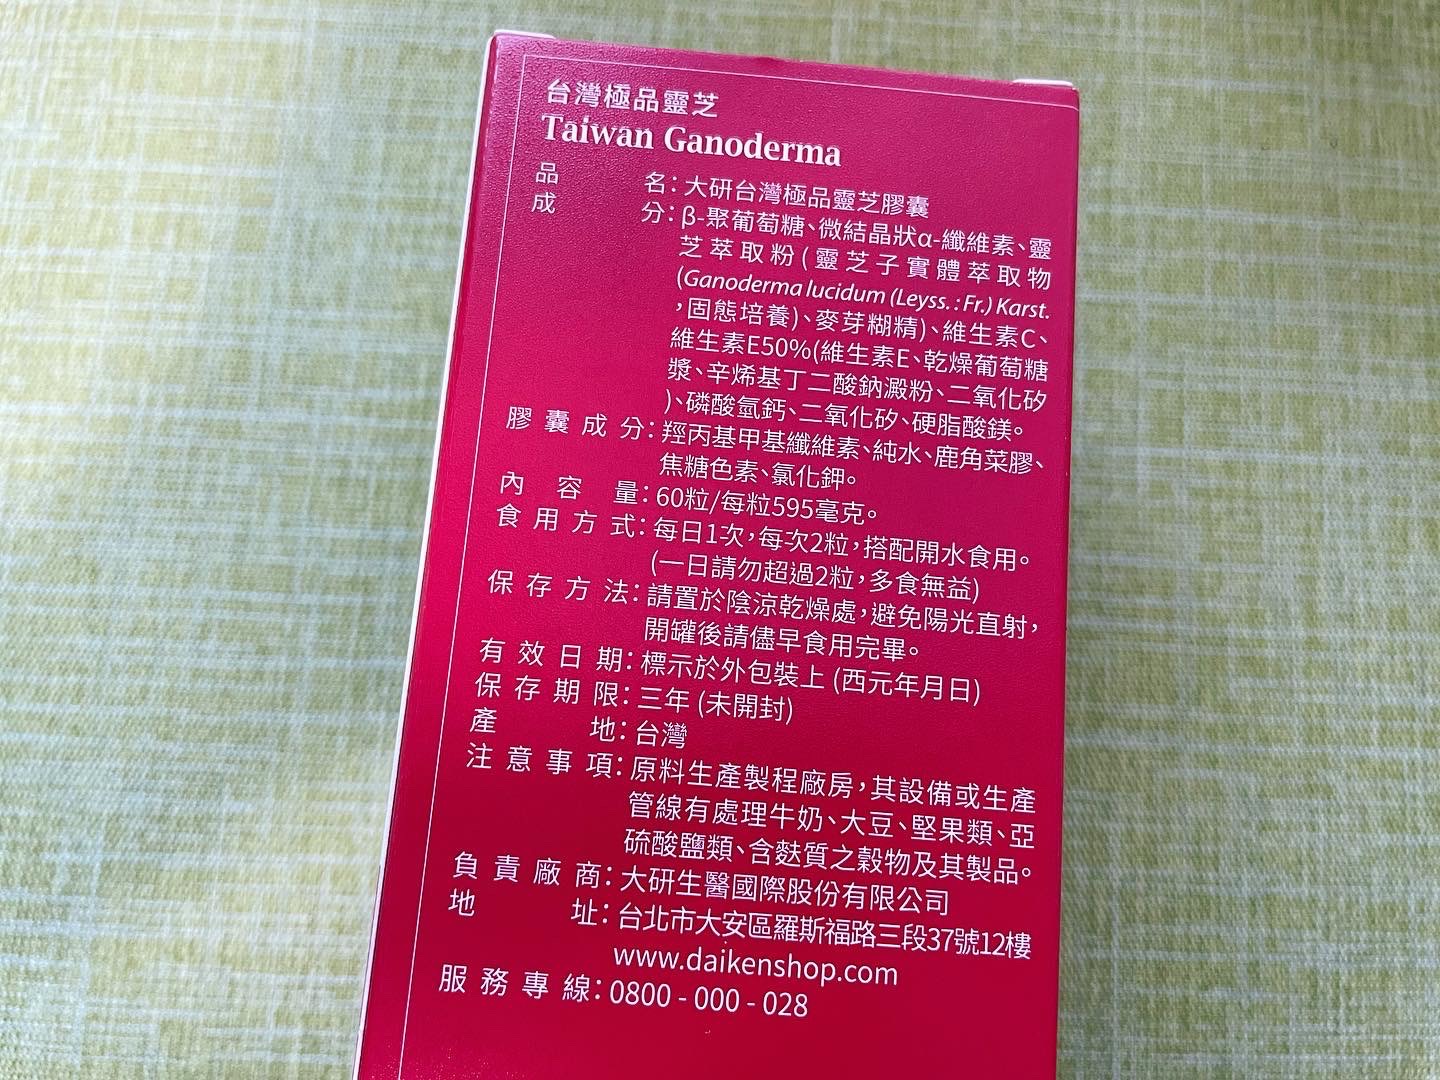 台灣極品靈芝
Taiwan Ganoderma
品名：大研台灣極品靈芝膠囊
成分：β-聚葡萄糖、微結晶狀α-纖維素、靈
芝萃取粉(靈芝子實體萃取物
(Ganoderma lucidum (Leyss. : Fr.) Karst.
，固態培養)、麥芽糊精)、維生素C、
維生素E50%(維生素E、乾燥葡萄糖
漿、辛烯基丁二酸鈉澱粉、二氧化矽
)、磷酸氫鈣、二氧化矽、硬脂酸鎂。
膠囊成分：羥丙基甲基纖維素、純水、鹿角菜膠、
焦糖色素、氯化鉀。
內容量：60粒/每粒595毫克。
食用方式：每日1次，每次2粒，搭配開水食用。
(一日請勿超過2粒，多食無益)
保存方法：請置於陰涼乾燥處，避免陽光直射，
開罐後請儘早食用完畢。
有效日期：標示於外包裝上 (西元年月日)
保存期限：三年 (未開封)
產地：台灣
注意事項：原料生產製程廠房，其設備或生產
管線有處理牛奶、大豆、堅果類、亞
硫酸鹽類、含麩質之穀物及其製品。
負責廠商：大研生醫國際股份有限公司
地址：台北市大安區羅斯福路三段37號12樓
www.daikenshop.com
服務專線：0800 - 000 - 028